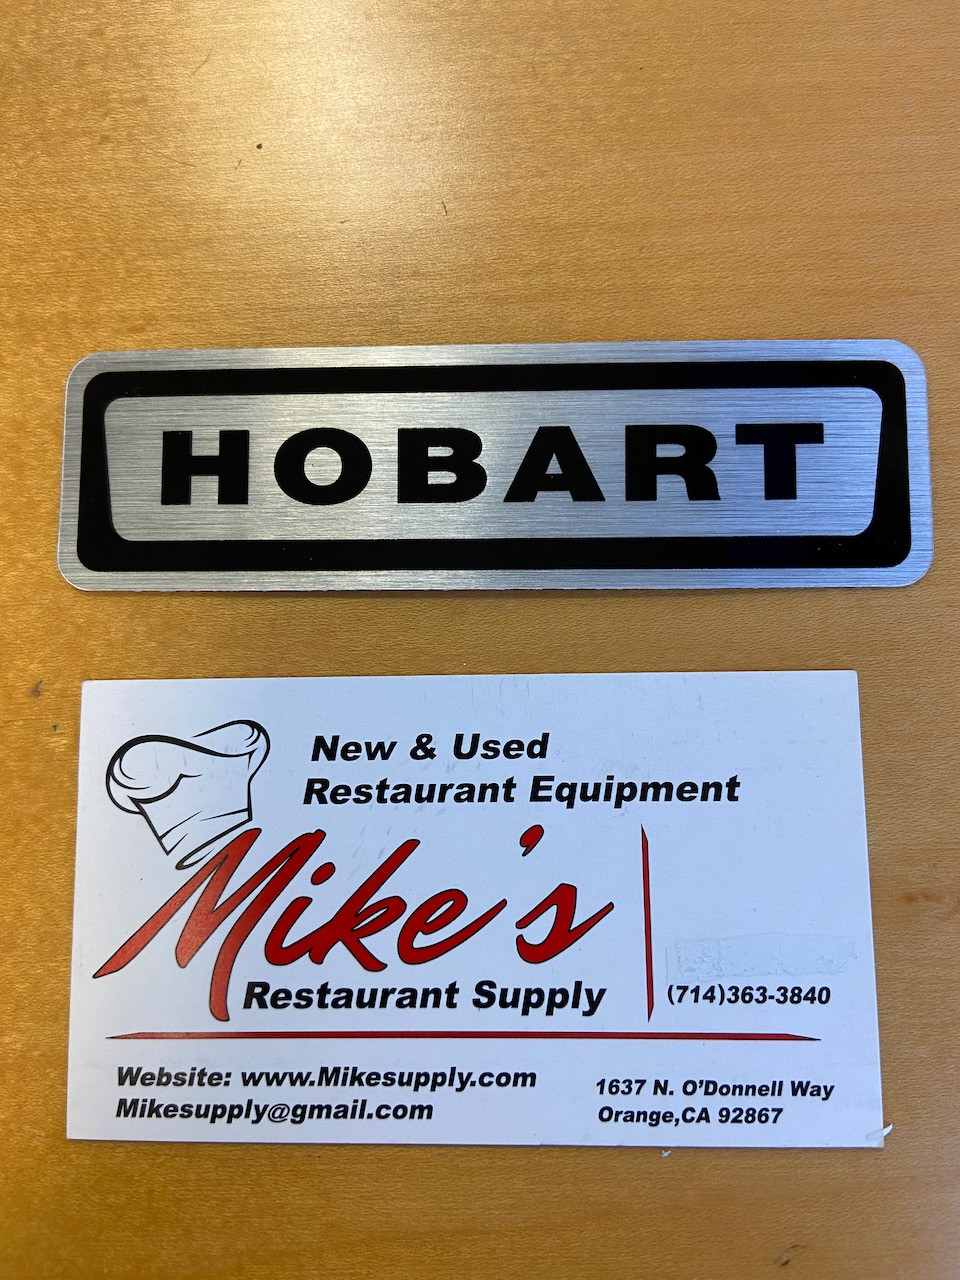 HOBART
New & Used
Restaurant Equipment
Mike's
Restaurant Supply
(714)363-3840
Website: www.Mikesupply.com
Mikesupply@gmail.com
1637 N. O'Donnell Way
Orange,CA 92867